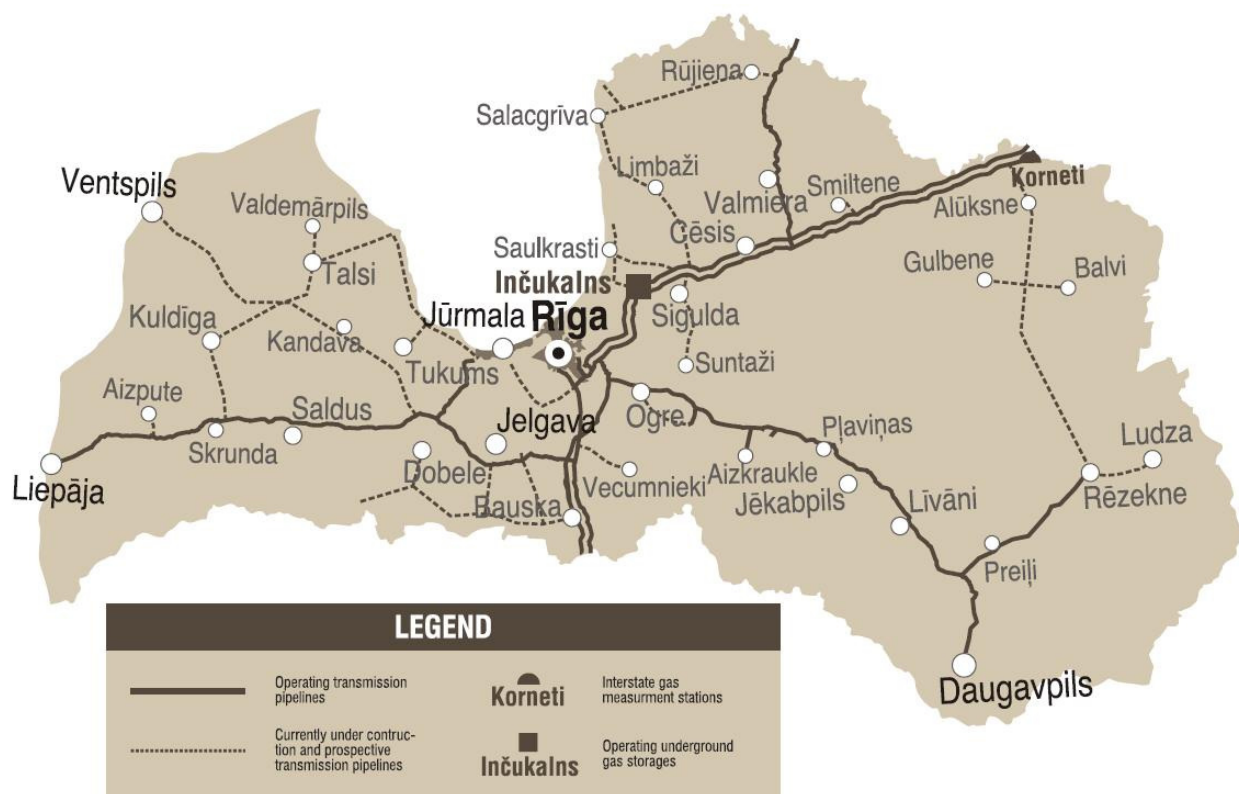 Rūjiena
Salacgrīva
Limbaži
Korneti
Ventspils
Valmiera
Smiltene
Alūksne
Valdemārpils
Cēsis
Saulkrasti
Talsi
Gulbene
Balvi
Inčukalns
Sigulda
Kuldīga
Jūrmala
Rīga
Kandava
Tukums
Suntaži
Aizpute
Saldus
Jelgava
Ogre
Pļaviņas
Ludza
Skrunda
Dobele
Vecumnieki
Aizkraukle
Liepāja
Jēkabpils
Līvāni
Rēzekne
Bauska
Preiļi
Daugavpils
LEGEND
Operating transmission
pipelines
Korneti
Interstate gas
measurment stations
Currently under contruc-
tion and prospective
transmission pipelines
Inčukalns
Operating underground
gas storages